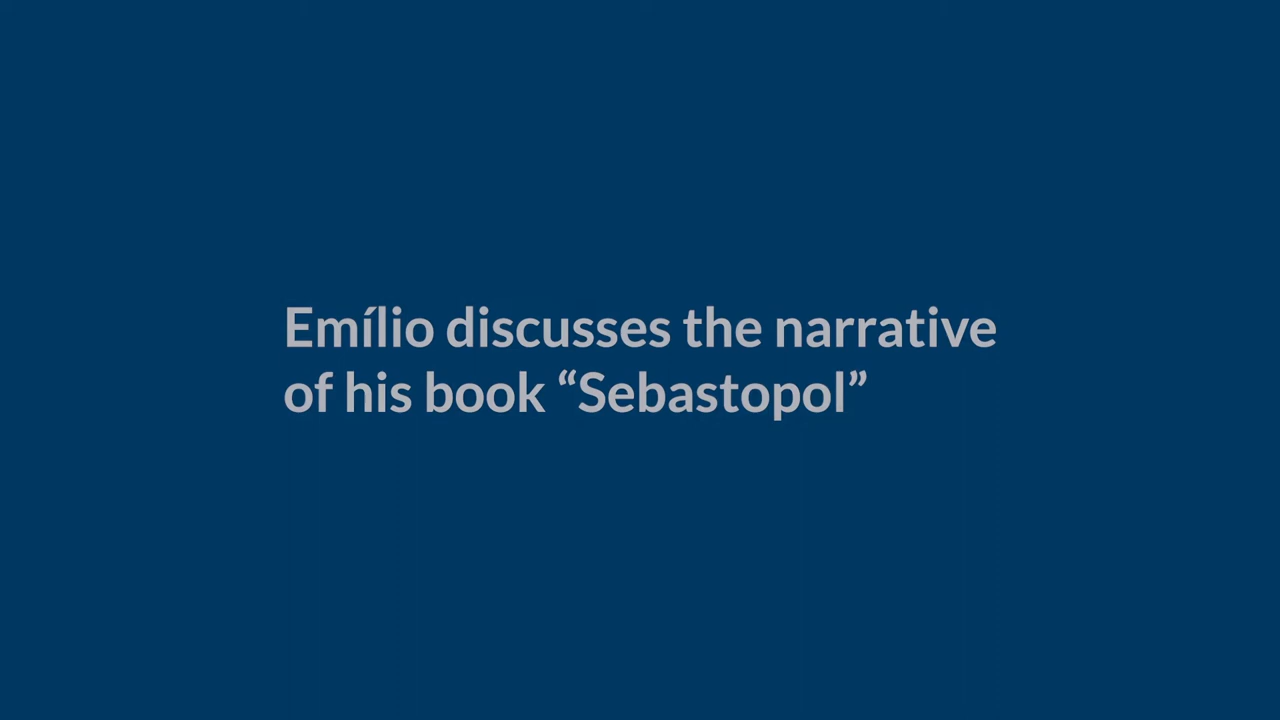 Emílio discusses the narrative
of his book “Sebastopol”